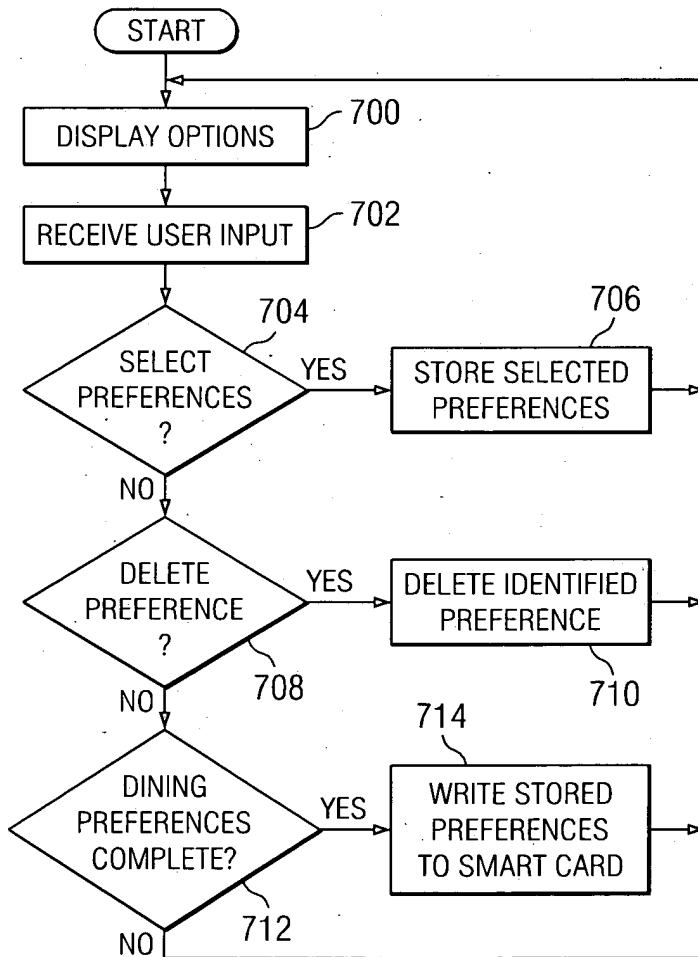 START
700
DISPLAY OPTIONS
702
RECEIVE USER INPUT
704
SELECT
PREFERENCES
?
YES
706
STORE SELECTED
PREFERENCES
NO
DELETE
PREFERENCE
?
YES
708
DELETE IDENTIFIED
PREFERENCE
710
NO
DINING
PREFERENCES
COMPLETE?
YES
712
714
WRITE STORED
PREFERENCES
TO SMART CARD
NO